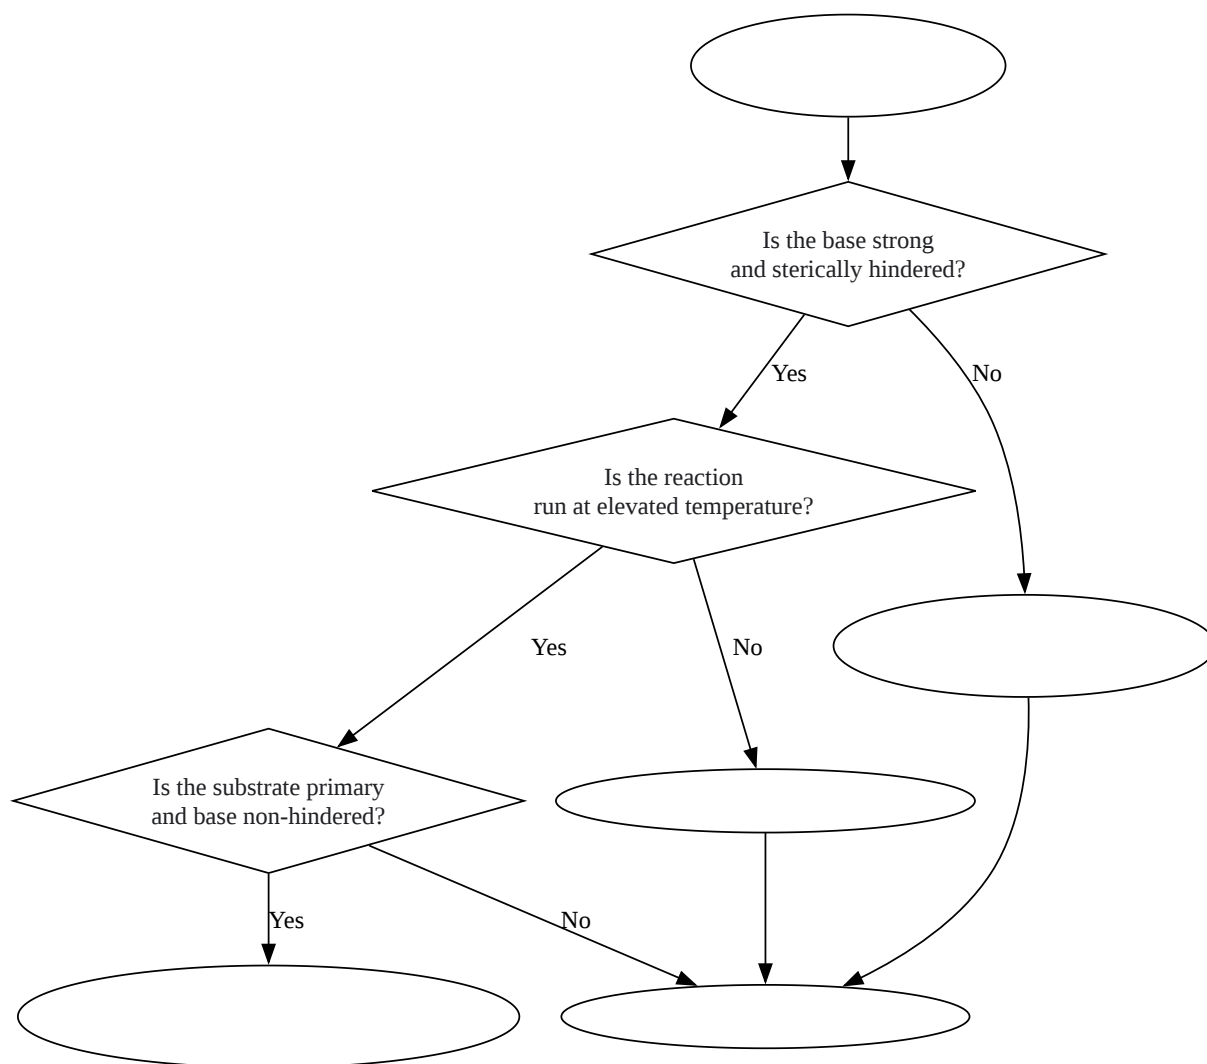 Is the base strong
and sterically hindered?
Yes
No
Is the reaction
run at elevated temperature?
Yes
No
Is the substrate primary
and base non-hindered?
Yes
No